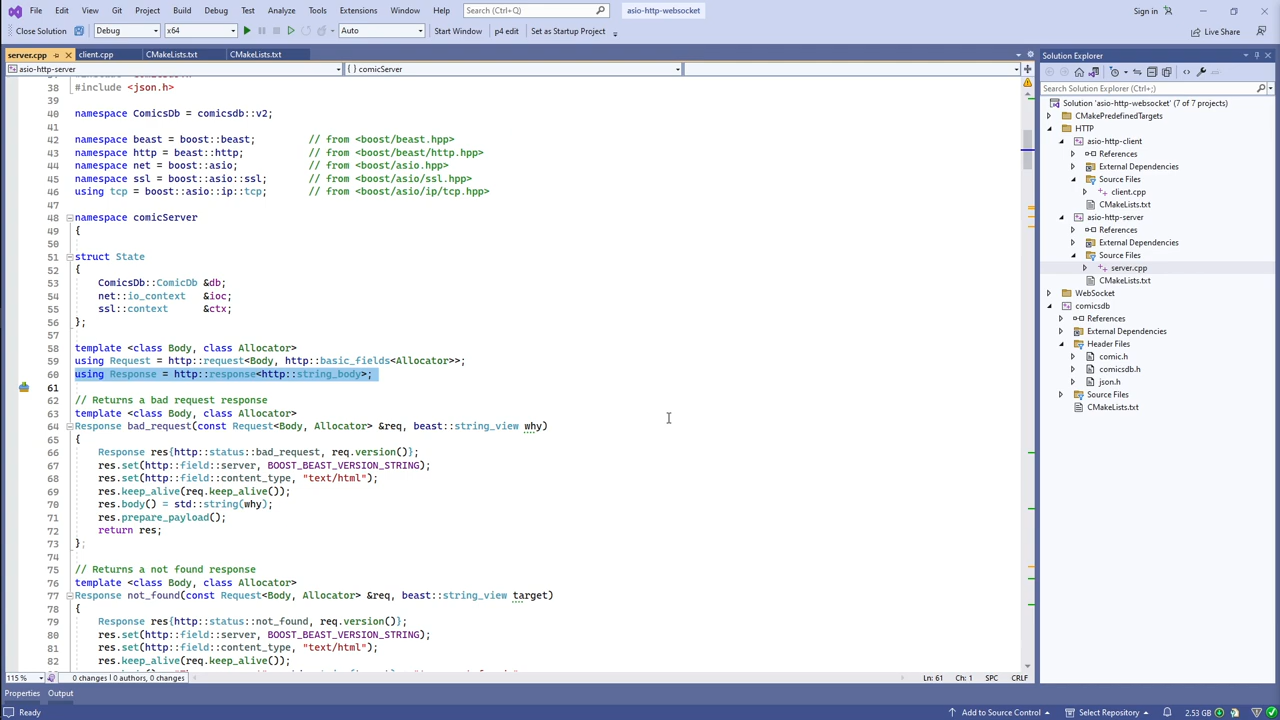 File Edit View Git Project Build Debug Test Analyze Tools Extensions Window Help Search (Ctrl+;) asio-http-websocket Sign in
Close Solution Debug x64 Auto Start Window p4 edit Set as Startup Project Live Share
server.cpp client.cpp CMakeLists.txt CMakeLists.txt
asio-http-server {} comicServer
38 #include <json.h>
39
40 namespace ComicsDb = comicsdb::v2;
41
42 namespace beast = boost::beast; // from <boost/beast.hpp>
43 namespace http = beast::http; // from <boost/beast/http.hpp>
44 namespace net = boost::asio; // from <boost/asio.hpp>
45 namespace ssl = boost::asio::ssl; // from <boost/asio/ssl.hpp>
46 using tcp = boost::asio::ip::tcp; // from <boost/asio/ip/tcp.hpp>
47
48 namespace comicServer
49 {
50
51 struct State
52 {
53 ComicsDb::ComicDb &db;
54 net::io_context &ioc;
55 ssl::context &ctx;
56 };
57
58 template <class Body, class Allocator>
59 using Request = http::request<Body, http::basic_fields<Allocator>>;
60 using Response = http::response<http::string_body>;
61
62 // Returns a bad request response
63 template <class Body, class Allocator>
64 Response bad_request(const Request<Body, Allocator> &req, beast::string_view why)
65 {
66 Response res{http::status::bad_request, req.version()};
67 res.set(http::field::server, BOOST_BEAST_VERSION_STRING);
68 res.set(http::field::content_type, "text/html");
69 res.keep_alive(req.keep_alive());
70 res.body() = std::string(why);
71 res.prepare_payload();
72 return res;
73 };
74
75 // Returns a not found response
76 template <class Body, class Allocator>
77 Response not_found(const Request<Body, Allocator> &req, beast::string_view target)
78 {
79 Response res{http::status::not_found, req.version()};
80 res.set(http::field::server, BOOST_BEAST_VERSION_STRING);
81 res.set(http::field::content_type, "text/html");
82 res.keep_alive(req.keep_alive());
115 % 0 changes | 0 authors, 0 changes Ln: 61 Ch: 1 SPC CRLF
Properties Output
Ready Add to Source Control Select Repository 2.53 GB
Solution Explorer
Search Solution Explorer (Ctrl+;)
Solution 'asio-http-websocket' (7 of 7 projects)
CMakePredefinedTargets
HTTP
asio-http-client
References
External Dependencies
Source Files
client.cpp
CMakeLists.txt
asio-http-server
References
External Dependencies
Source Files
server.cpp
CMakeLists.txt
WebSocket
comicsdb
References
External Dependencies
Header Files
comic.h
comicsdb.h
json.h
Source Files
CMakeLists.txt